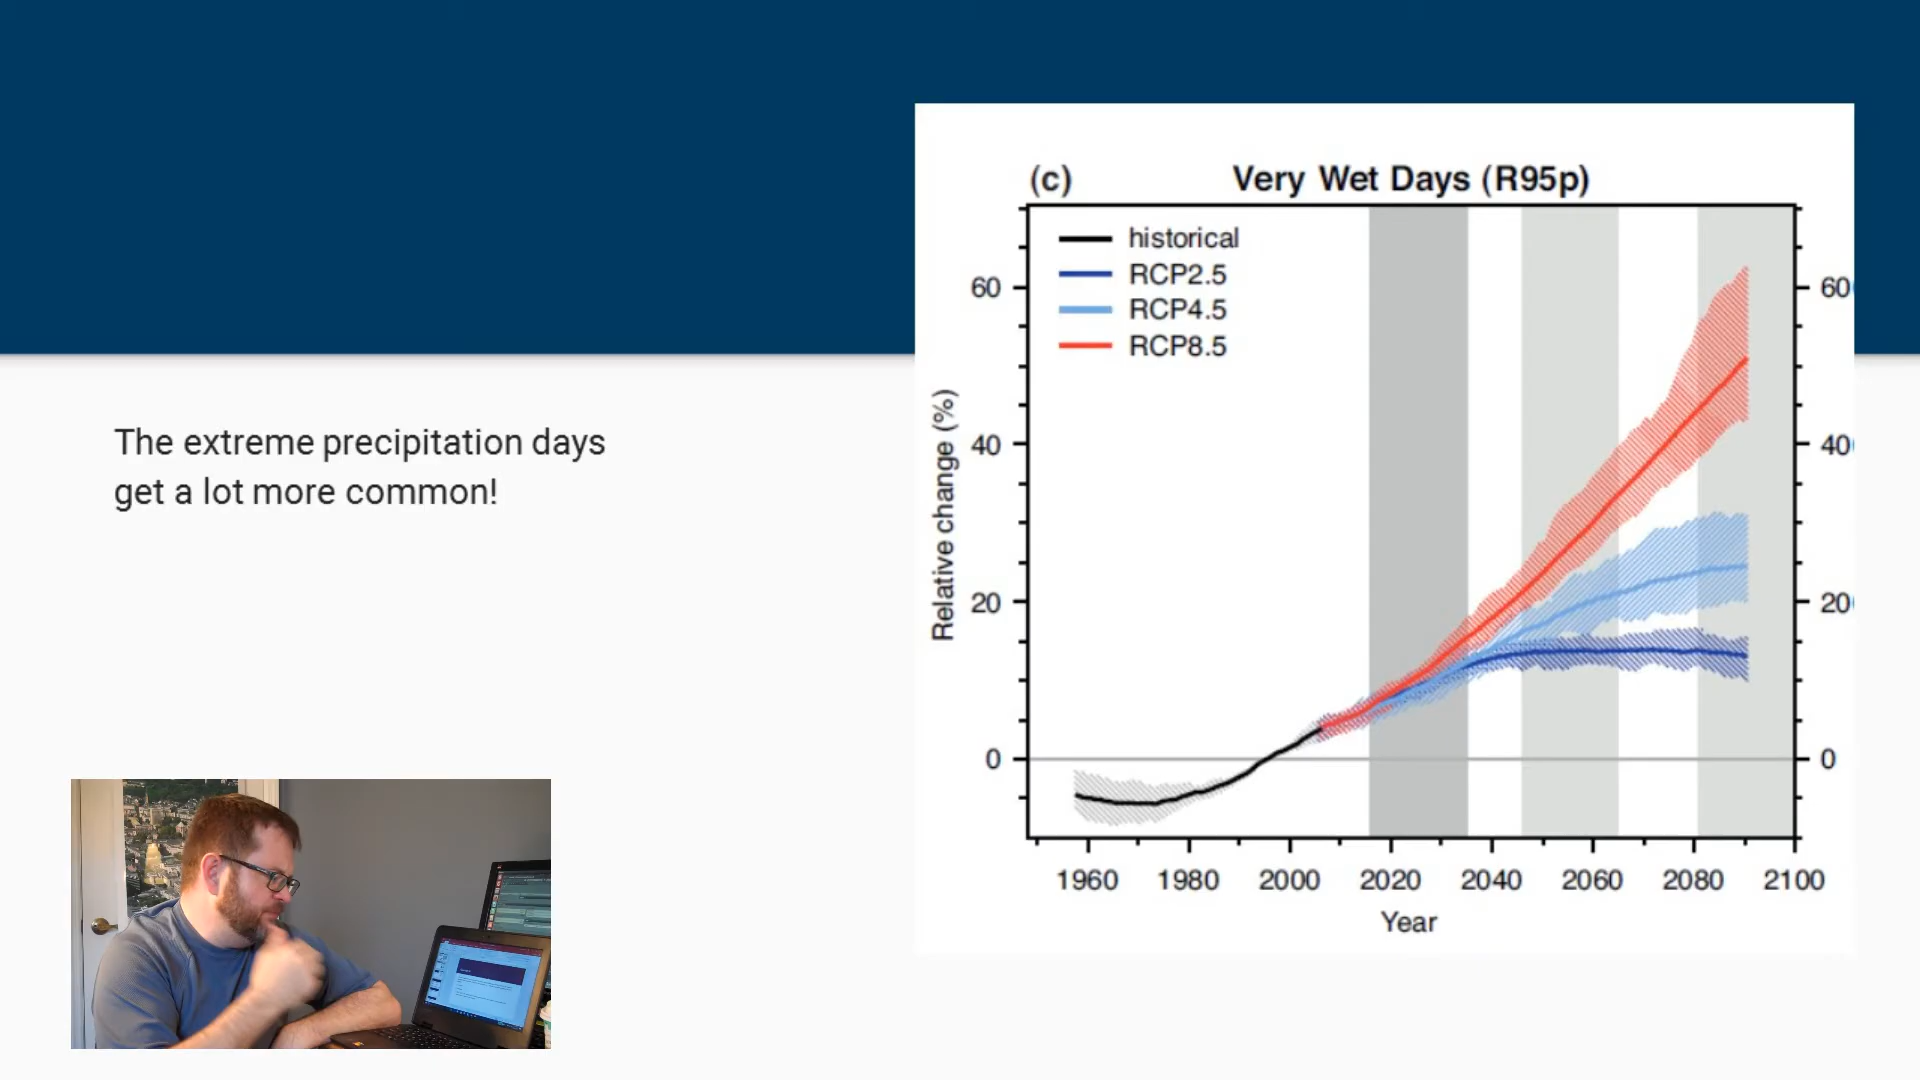 The extreme precipitation days
get a lot more common!
(c) Very Wet Days (R95p)
historical
RCP2.5
RCP4.5
RCP8.5
Relative change (%)
60
40
20
0
60
40
20
0
1960 1980 2000 2020 2040 2060 2080 2100
Year